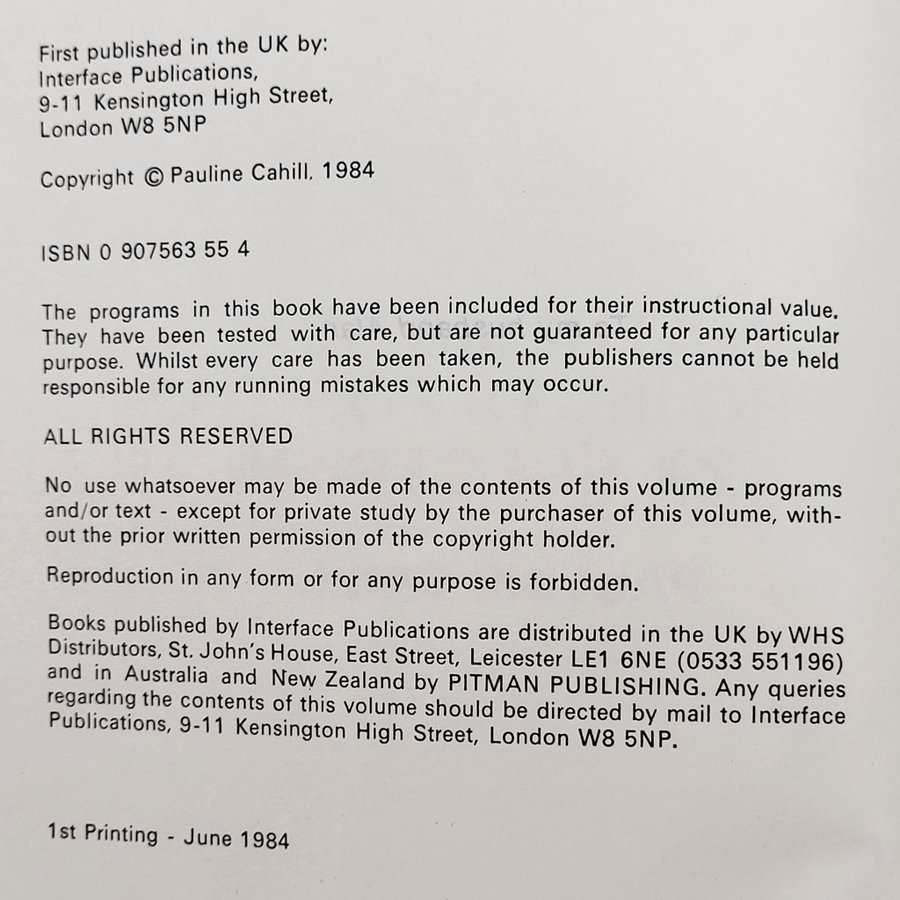 First published in the UK by:
Interface Publications,
9-11 Kensington High Street,
London W8 5NP
Copyright © Pauline Cahill. 1984
ISBN 0 907563 55 4
The programs in this book have been included for their instructional value.
They have been tested with care, but are not guaranteed for any particular
purpose. Whilst every care has been taken, the publishers cannot be held
responsible for any running mistakes which may occur.
ALL RIGHTS RESERVED
No use whatsoever may be made of the contents of this volume - programs
and/or text - except for private study by the purchaser of this volume, with-
out the prior written permission of the copyright holder.
Reproduction in any form or for any purpose is forbidden.
Books published by Interface Publications are distributed in the UK by WHS
Distributors, St. John's House, East Street, Leicester LE1 6NE (0533 551196)
and in Australia and New Zealand by PITMAN PUBLISHING. Any queries
regarding the contents of this volume should be directed by mail to Interface
Publications, 9-11 Kensington High Street, London W8 5NP.
1st Printing - June 1984